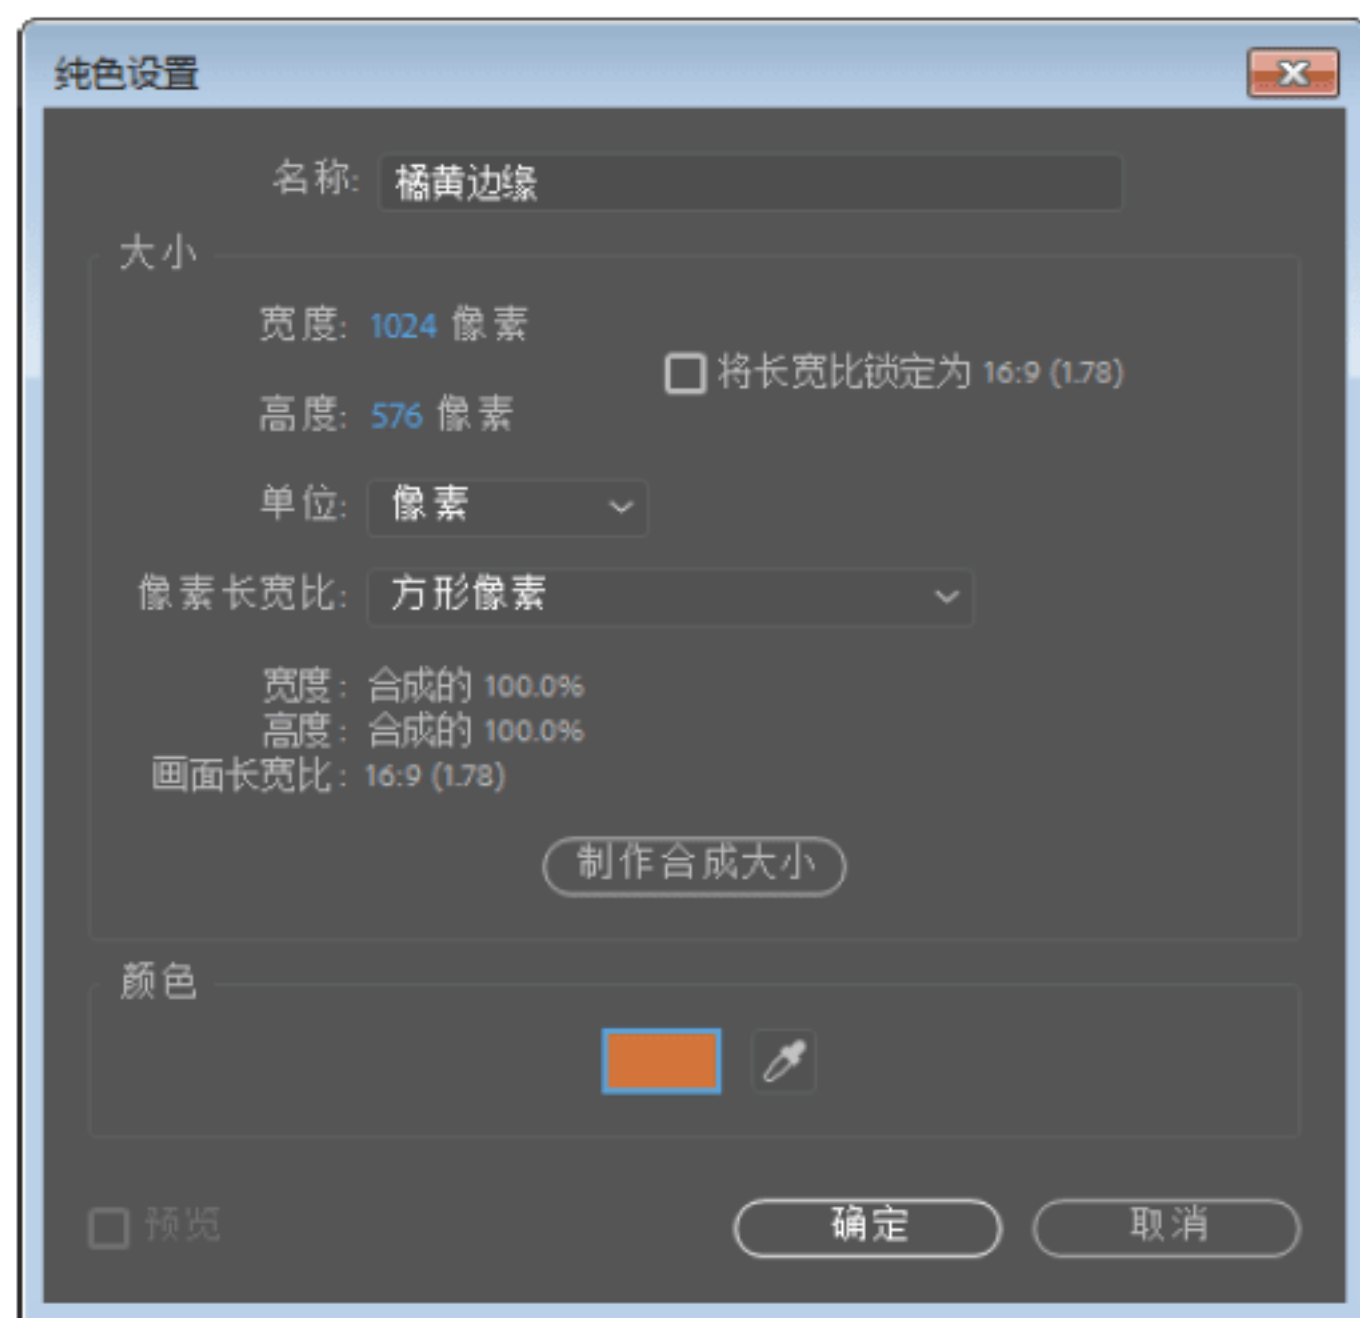 纯色设置
名称: 橘黄边缘
大小
宽度: 1024 像素
将长宽比锁定为 16:9 (1.78)
高度: 576 像素
单位: 像素
像素长宽比: 方形像素
宽度: 合成的 100.0%
高度: 合成的 100.0%
画面长宽比: 16:9 (1.78)
制作合成大小
颜色
预览
确定
取消